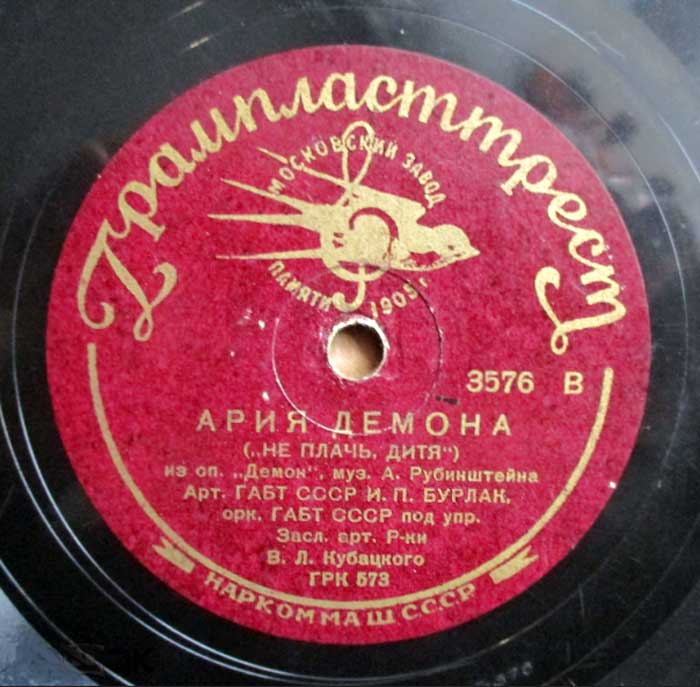 Грампласттрест
МОСКОВСКИЙ ЗАВОД
ПАМЯТИ 1905 г
3576 В
АРИЯ ДЕМОНА
(„НЕ ПЛАЧЬ, ДИТЯ“)
из оп. „Демон“, муз. А. Рубинштейна
Арт. ГАБТ СССР И. П. БУРЛАК,
орк. ГАБТ СССР под упр.
Засл. арт. Р-ки
В. Л. Кубацкого
ГРК 573
НАРКОММАШ СССР